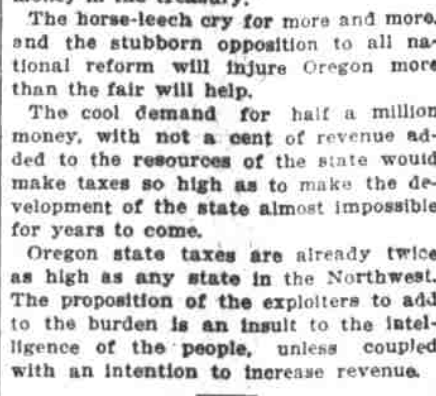 money in the treasury.
The horse-leech cry for more and more,
and the stubborn opposition to all na-
tional reform will injure Oregon more
than the fair will help.
The cool demand for half a million
money, with not a cent of revenue ad-
ded to the resources of the state would
make taxes so high as to make the de-
velopment of the state almost impossible
for years to come.
Oregon state taxes are already twice
as high as any state in the Northwest.
The proposition of the exploiters to add
to the burden is an insult to the intel-
ligence of the people, unless coupled
with an intention to increase revenue.